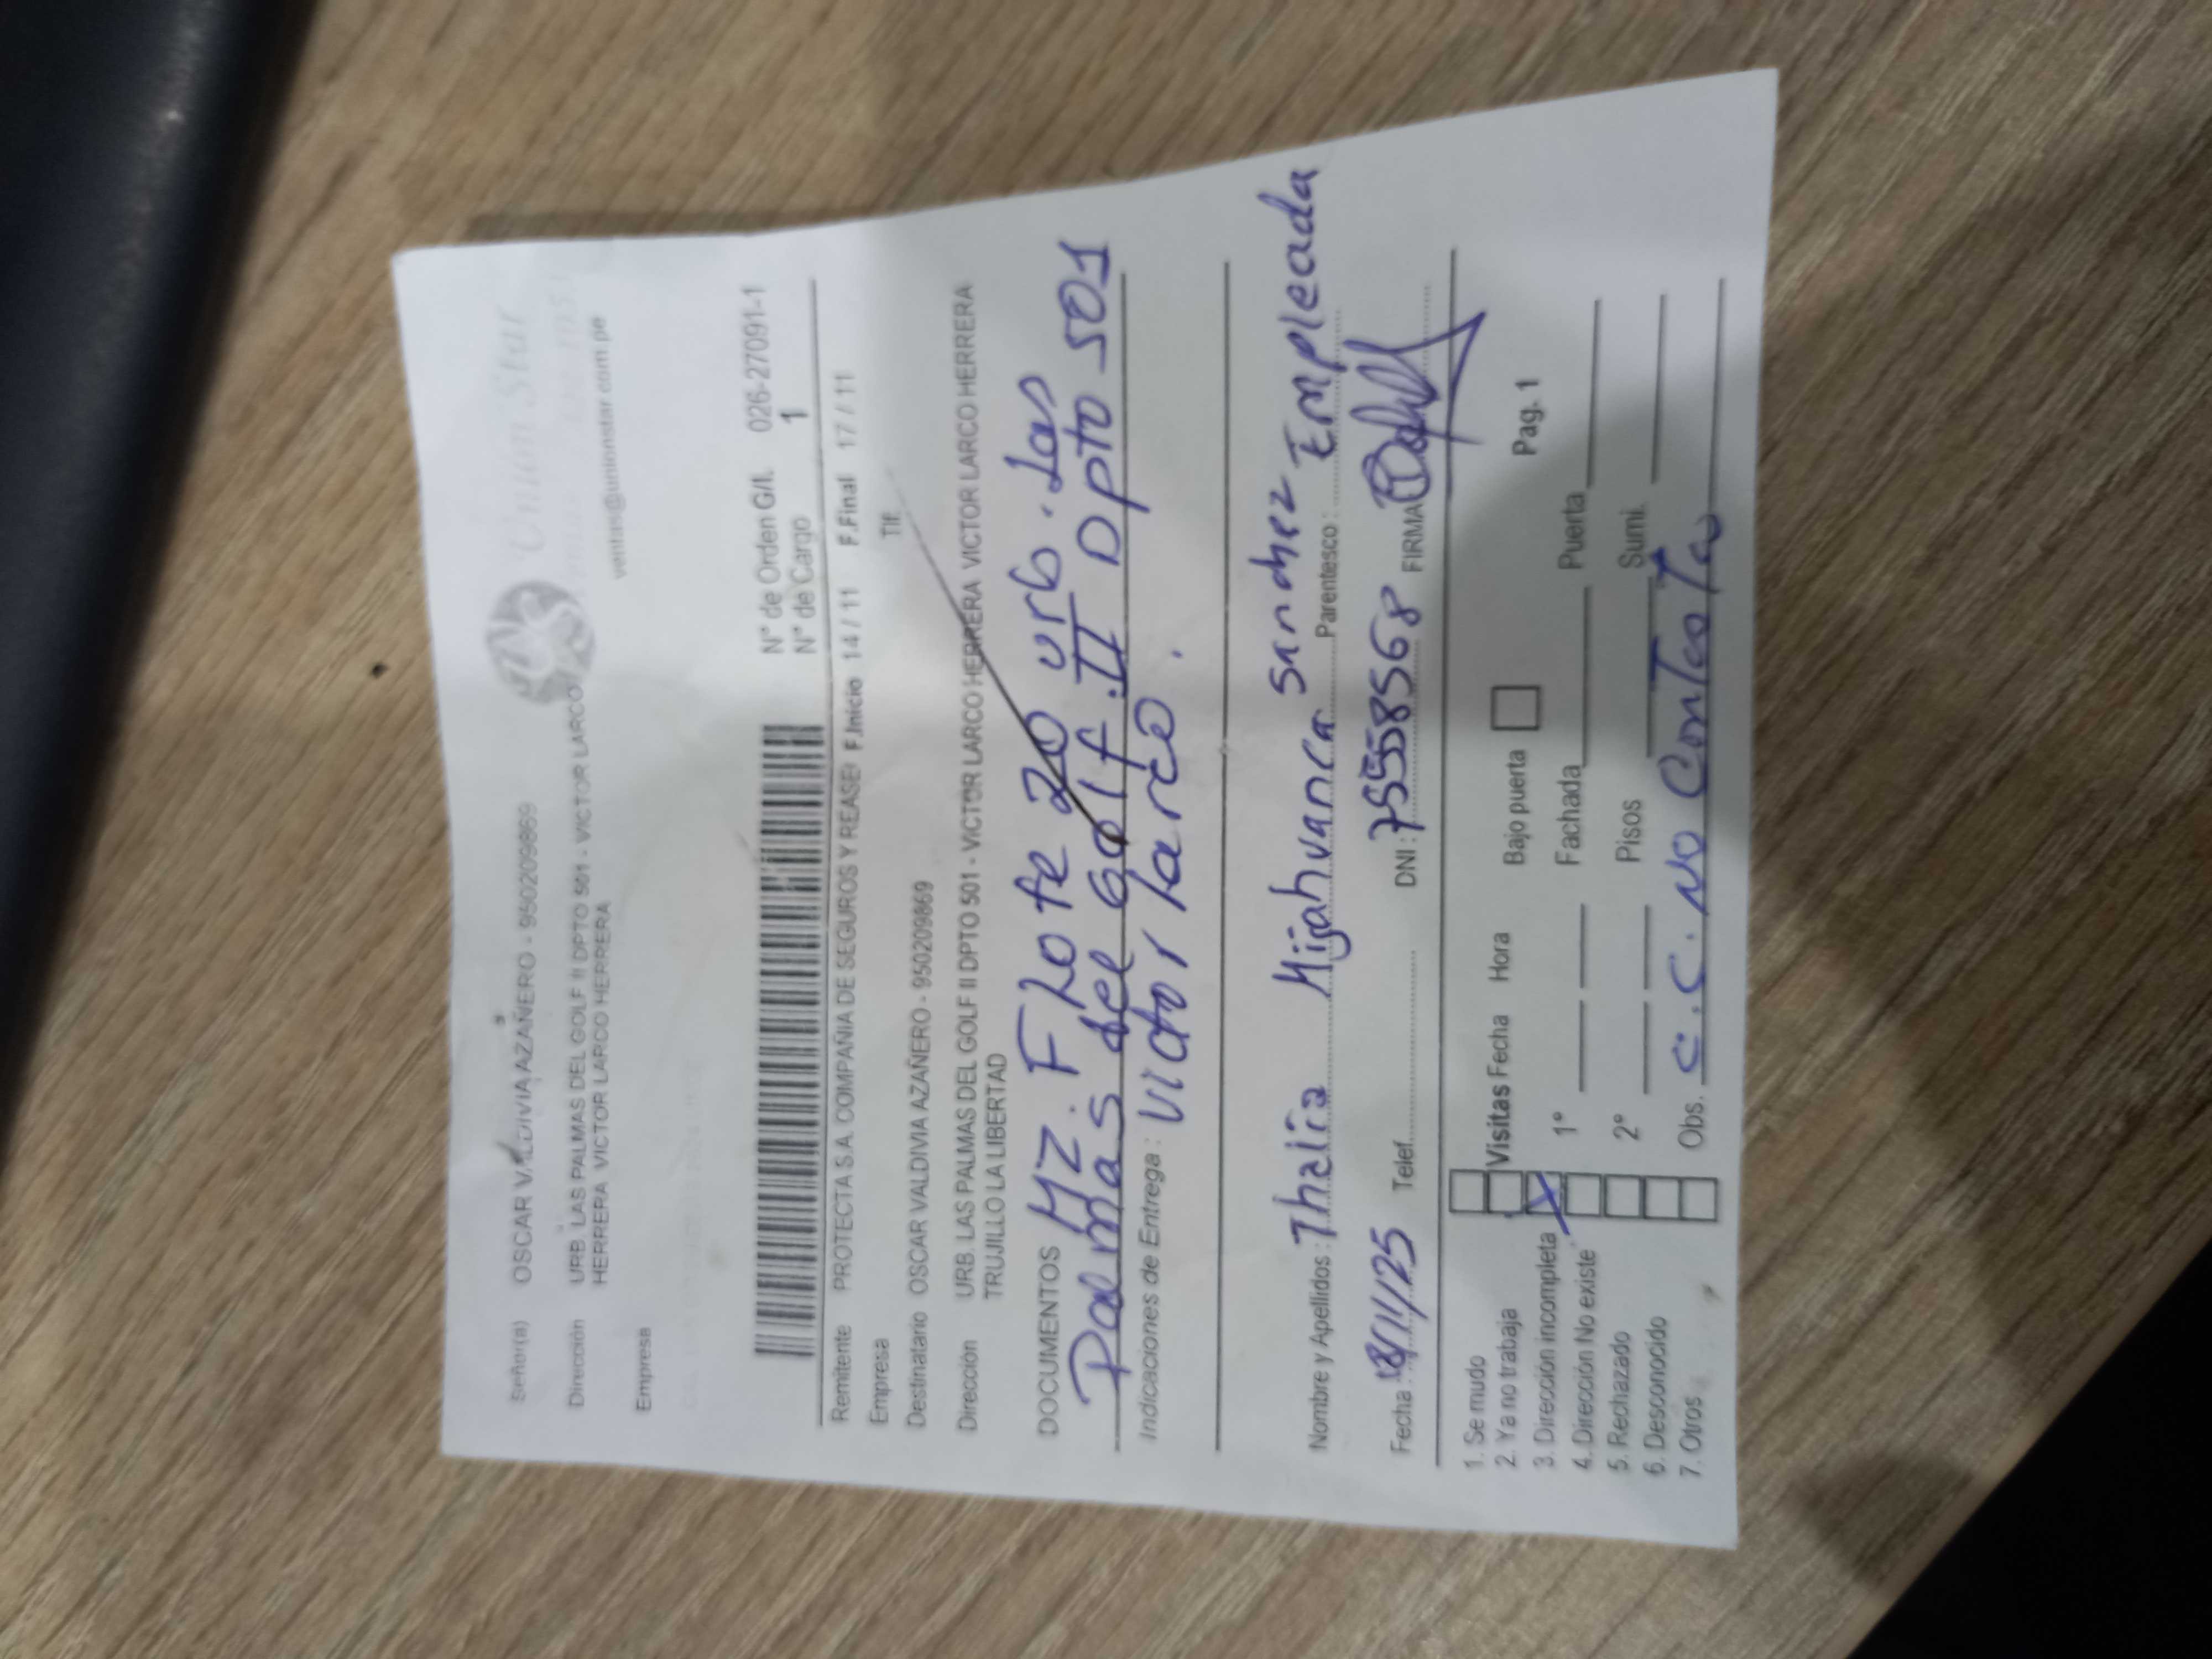 Union Star
ventas@unionstar.com.pe
Señor(a) OSCAR VALDIVIA AZAÑERO - 950209869
Dirección URB. LAS PALMAS DEL GOLF II DPTO 501 - VICTOR LARCO
HERRERA VICTOR LARCO HERRERA
Empresa
N° de Orden G/I. 026-27091-1
N° de Cargo 1
Remitente PROTECTA S.A. COMPAÑIA DE SEGUROS Y REASE F.Inicio 14 / 11 F.Final 17 / 11
Empresa Tlf.
Destinatario OSCAR VALDIVIA AZAÑERO - 950209869
Dirección URB. LAS PALMAS DEL GOLF II DPTO 501 - VICTOR LARCO HERRERA VICTOR LARCO HERRERA
TRUJILLO LA LIBERTAD
DOCUMENTOS MZ. F Lote 20 urb. Las
Palmas del Golf .II Dpto 501
Indicaciones de Entrega : Victor larco.
Nombre y Apellidos : Thalia Mijahuanca Sanchez Parentesco : Empleada
Fecha : 18/11/25 Telef. DNI : 75558568 FIRMA
1. Se mudo
2. Ya no trabaja Visitas Fecha Hora Bajo puerta Pag. 1
3. Dirección incompleta X 1° Fachada Puerta
4. Dirección No existe
5. Rechazado 2° Pisos Sumi.
6. Desconocido
7. Otros Obs. C.C. NO Contesta